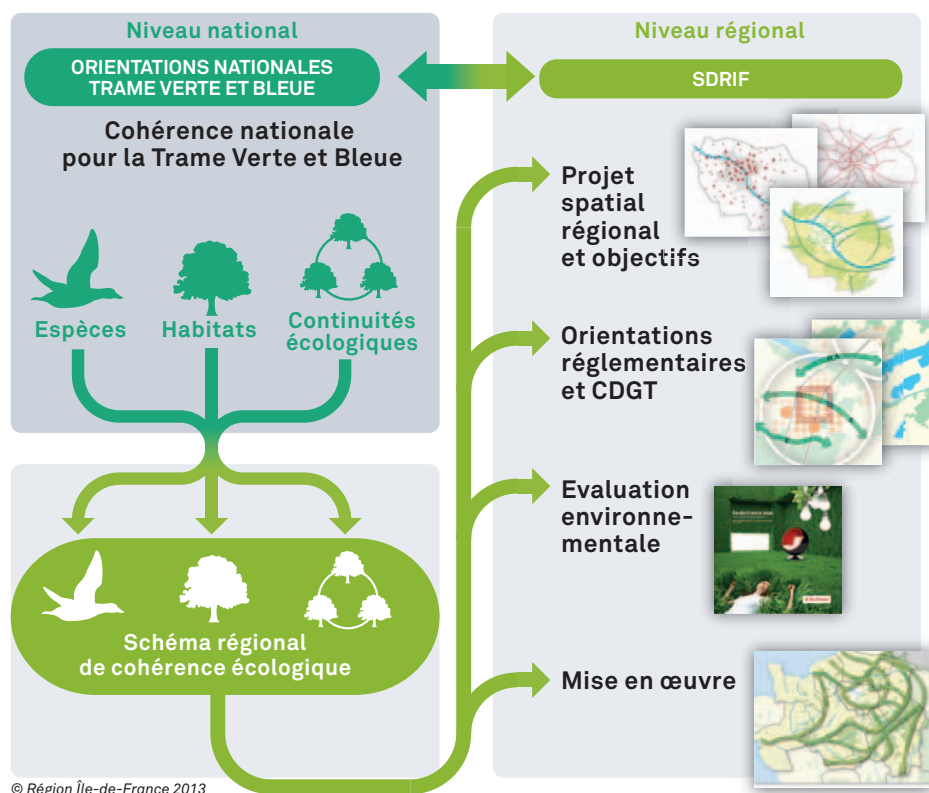 Niveau national
ORIENTATIONS NATIONALES
TRAME VERTE ET BLEUE
Cohérence nationale
pour la Trame Verte et Bleue
Espèces
Habitats
Continuités
écologiques
Schéma régional
de cohérence écologique
Niveau régional
SDRIF
Projet
spatial
régional
et objectifs
Orientations
réglementaires
et CDGT
Evaluation
environne-
mentale
Mise en œuvre
© Région Île-de-France 2013